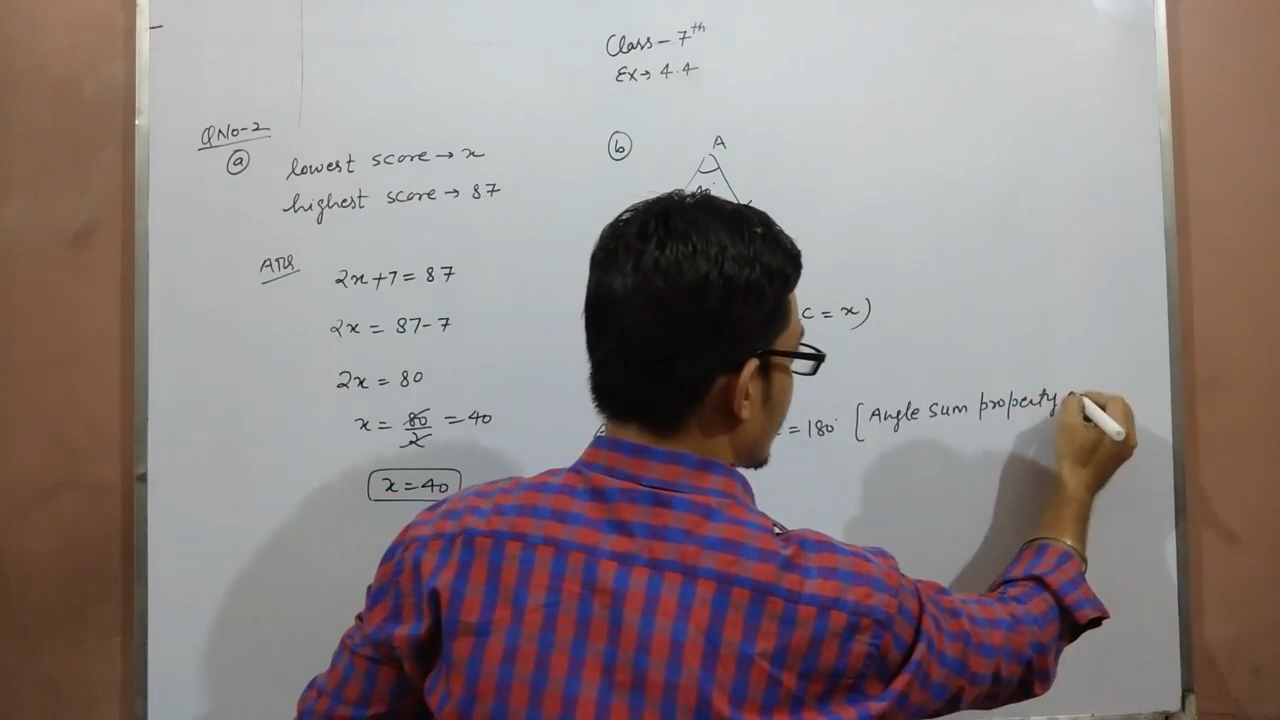 Class - 7th
Ex → 4.4
QNo-2
(a) lowest score → x
highest score → 87
Ans 2x + 7 = 87
2x = 87 - 7
2x = 80
x = 80/2 = 40
x = 40
(b) A
C = x)
A
= 180° [Angle sum property